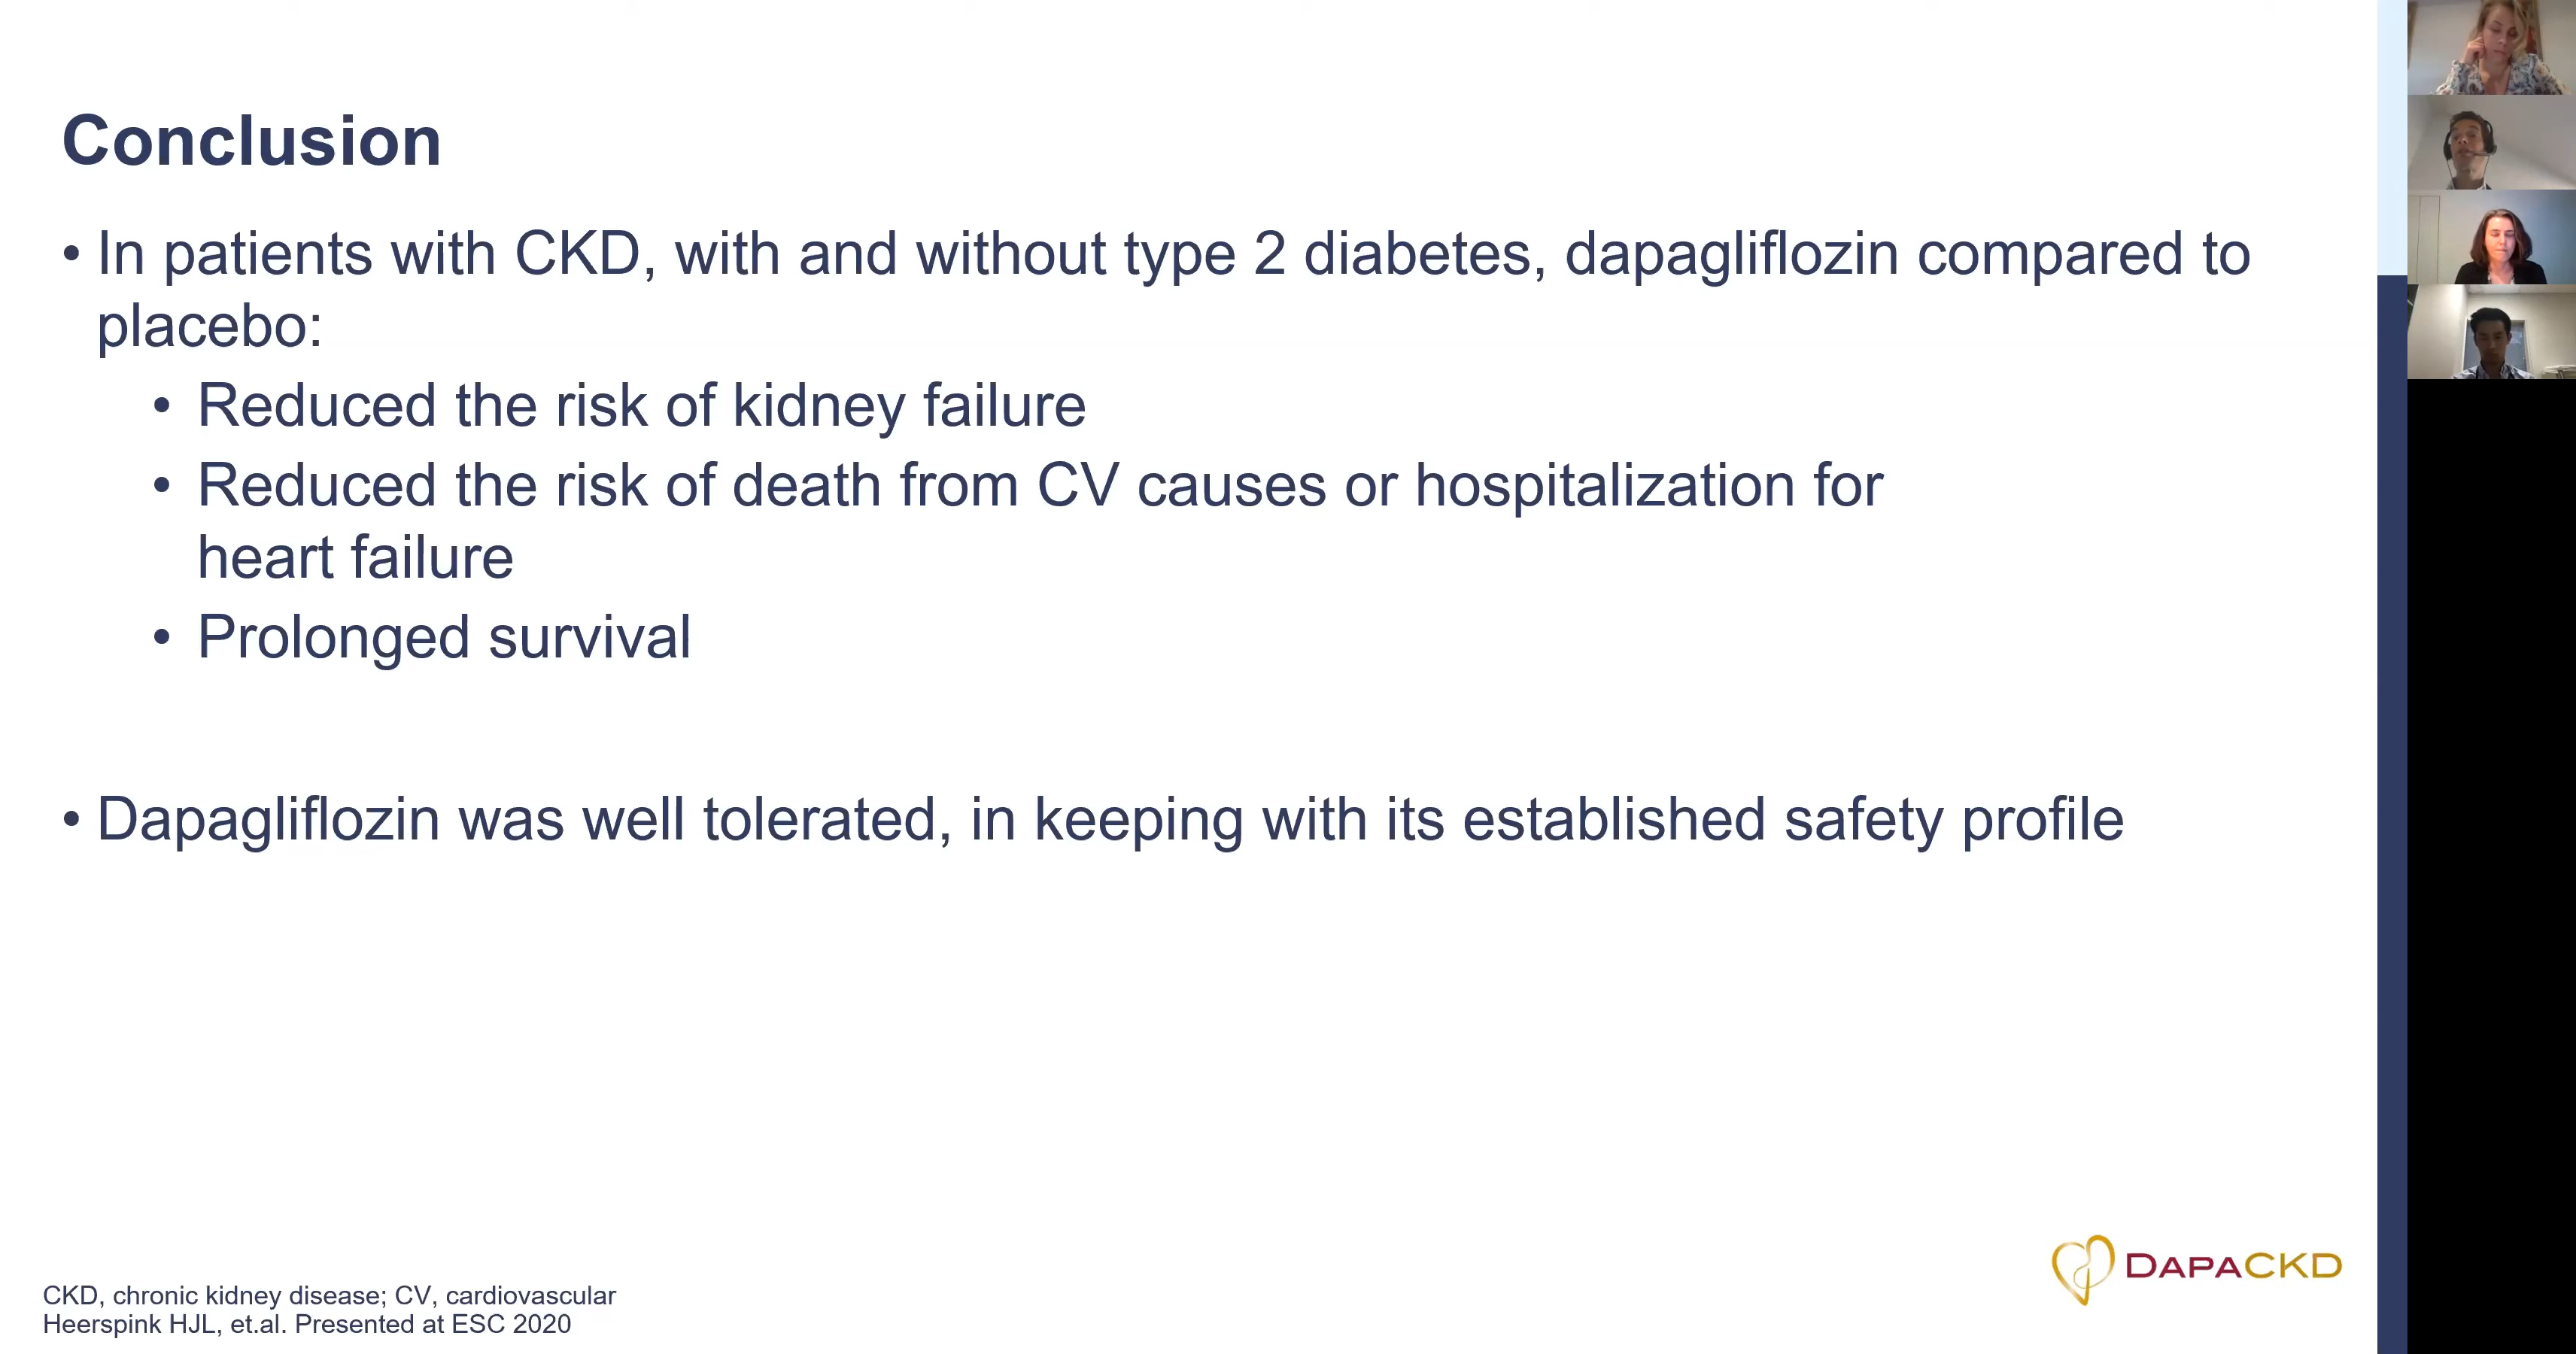 Conclusion
• In patients with CKD, with and without type 2 diabetes, dapagliflozin compared to
placebo:
• Reduced the risk of kidney failure
• Reduced the risk of death from CV causes or hospitalization for
heart failure
• Prolonged survival
• Dapagliflozin was well tolerated, in keeping with its established safety profile
DAPACKD
CKD, chronic kidney disease; CV, cardiovascular
Heerspink HJL, et.al. Presented at ESC 2020